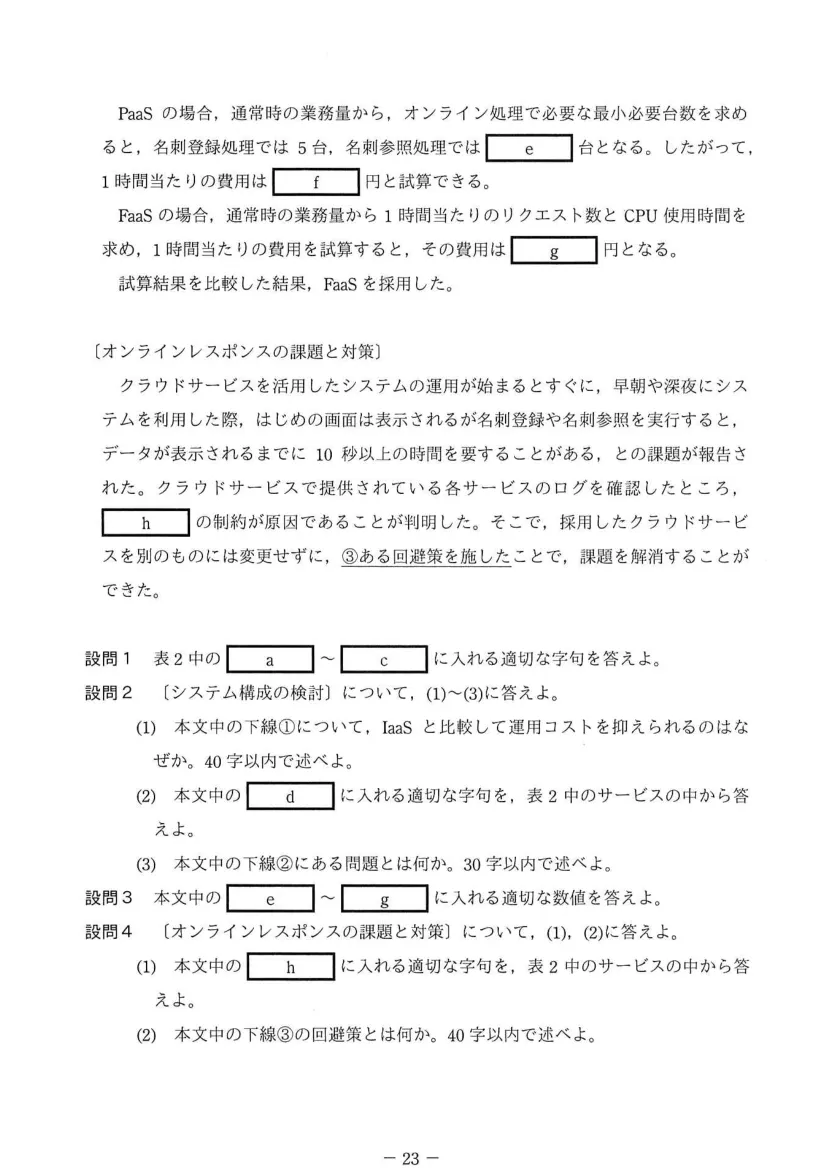 PaaS の場合，通常時の業務量から，オンライン処理で必要な最小必要台数を求め
ると，名刺登録処理では 5 台，名刺参照処理では e 台となる。したがって，
1 時間当たりの費用は f 円と試算できる。
FaaS の場合，通常時の業務量から 1 時間当たりのリクエスト数と CPU 使用時間を
求め，1 時間当たりの費用を試算すると，その費用は g 円となる。
試算結果を比較した結果，FaaS を採用した。
〔オンラインレスポンスの課題と対策〕
クラウドサービスを活用したシステムの運用が始まるとすぐに，早朝や深夜にシス
テムを利用した際，はじめの画面は表示されるが名刺登録や名刺参照を実行すると，
データが表示されるまでに 10 秒以上の時間を要することがある，との課題が報告さ
れた。クラウドサービスで提供されている各サービスのログを確認したところ，
h の制約が原因であることが判明した。そこで，採用したクラウドサービ
スを別のものには変更せずに，③ある回避策を施したことで，課題を解消することが
できた。
設問1 表 2 中の a ～ c に入れる適切な字句を答えよ。
設問2 〔システム構成の検討〕について，(1)～(3)に答えよ。
(1) 本文中の下線①について，IaaS と比較して運用コストを抑えられるのはな
ぜか。40 字以内で述べよ。
(2) 本文中の d に入れる適切な字句を，表 2 中のサービスの中から答
えよ。
(3) 本文中の下線②にある問題とは何か。30 字以内で述べよ。
設問3 本文中の e ～ g に入れる適切な数値を答えよ。
設問4 〔オンラインレスポンスの課題と対策〕について，(1)，(2)に答えよ。
(1) 本文中の h に入れる適切な字句を，表 2 中のサービスの中から答
えよ。
(2) 本文中の下線③の回避策とは何か。40 字以内で述べよ。
－ 23 －